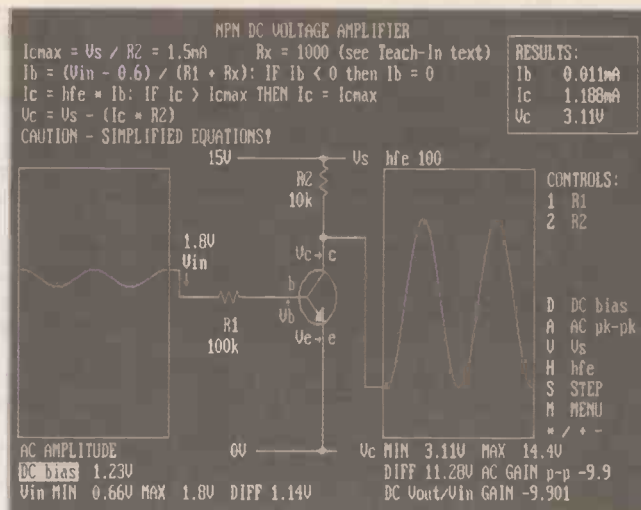 NPN DC VOLTAGE AMPLIFIER
Icmax = Vs / R2 = 1.5mA Rx = 1000 (see Teach-In text)
Ib = (Vin - 0.6) / (R1 + Rx): IF Ib < 0 then Ib = 0
Ic = hfe * Ib: IF Ic > Icmax THEN Ic = Icmax
Vc = Vs - (Ic * R2)
CAUTION - SIMPLIFIED EQUATIONS!
RESULTS:
Ib 0.011mA
Ic 1.188mA
Vc 3.11V
15V Vs hfe 100
R2
10k
1.8V
Vin
Vc→ c
b
Vb
R1
100k
Ve→ e
0V
CONTROLS:
1 R1
2 R2
D DC bias
A AC pk-pk
V Vs
H hfe
S STEP
M MENU
* / + -
AC AMPLITUDE
DC bias 1.23V
Vin MIN 0.66V MAX 1.8V DIFF 1.14V
Vc MIN 3.11V MAX 14.4V
DIFF 11.28V AC GAIN p-p -9.9
DC Vout/Vin GAIN -9.901